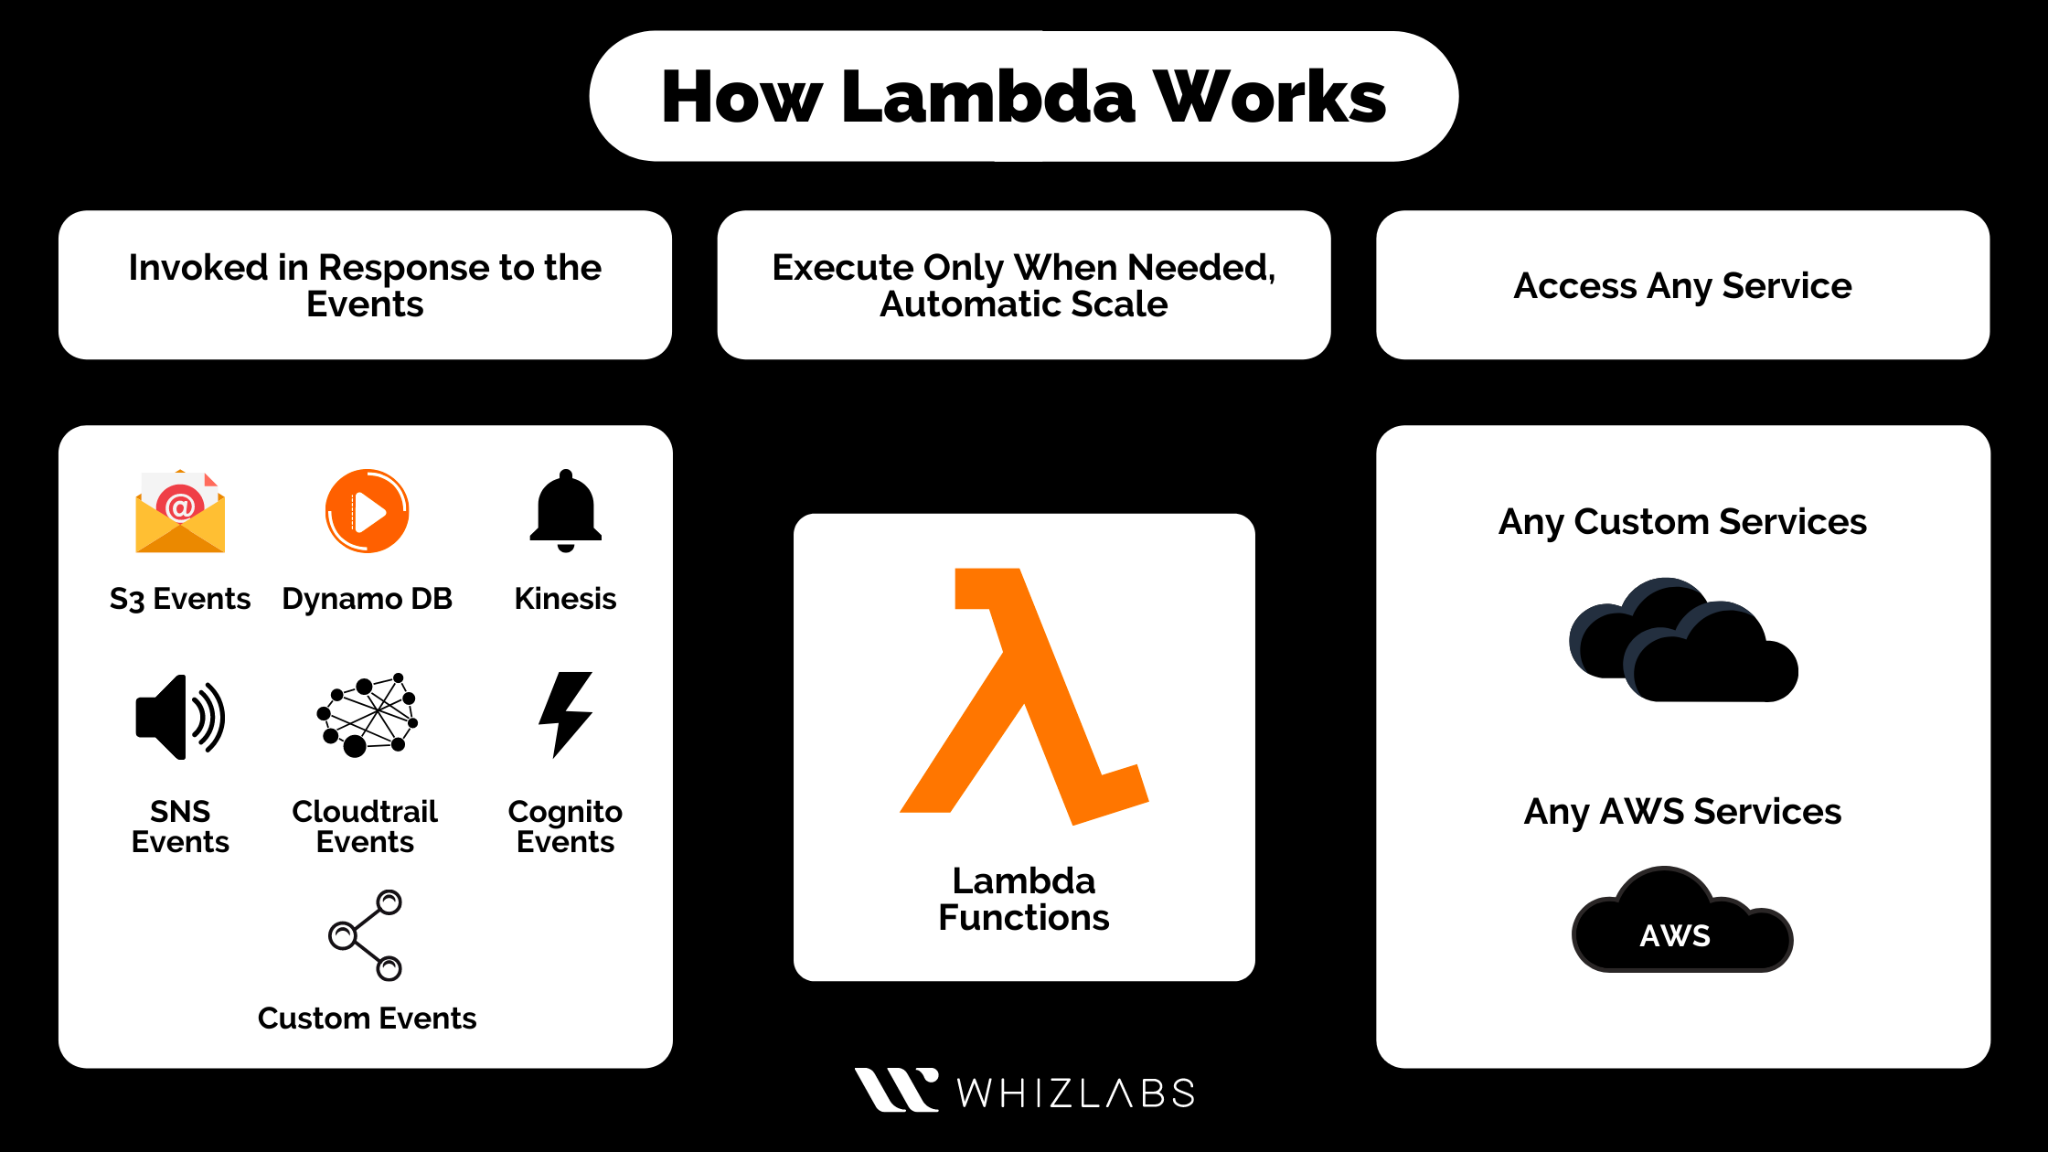 How Lambda Works
Invoked in Response to the
Events
Execute Only When Needed,
Automatic Scale
Access Any Service
@
S3 Events
Dynamo DB
Kinesis
SNS
Events
Cloudtrail
Events
Cognito
Events
Custom Events
Lambda
Functions
Any Custom Services
Any AWS Services
AWS
WHIZLABS